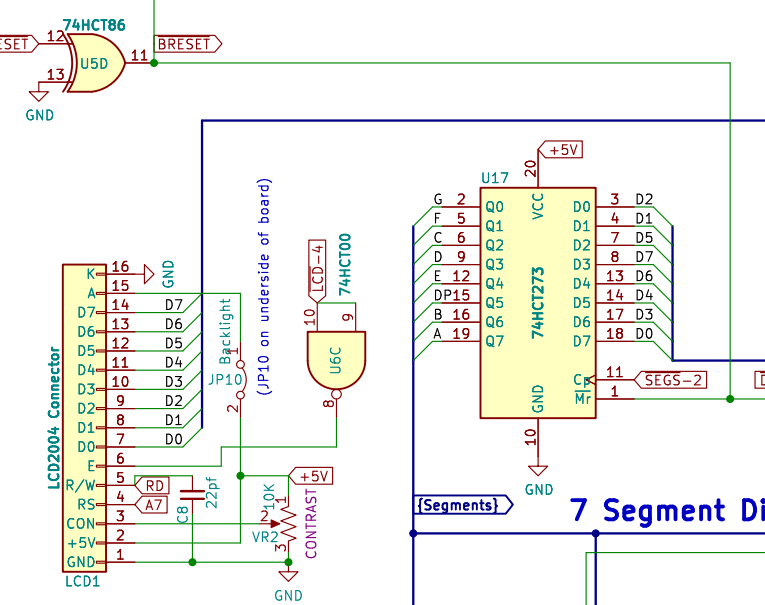 74HCT86
ESET
12
13
U5D
11
BRESET
GND
+5V
20
U17
VCC
G 2 Q0
F 5 Q1
C 6 Q2
D 9 Q3
E 12 Q4
DP 15 Q5
B 16 Q6
A 19 Q7
D0 3 D2
D1 4 D1
D2 7 D5
D3 8 D7
D4 13 D6
D5 14 D4
D6 17 D3
D7 18 D0
74HCT273
Cp 11 SEGS-2
Mr 1
GND
10
GND
(JP10 on underside of board)
LCD-4
74HCT00
10
9
U6C
8
LCD2004 Connector
K 16 GND
A 15
D7 14 D7
D6 13 D6
D5 12 D5
D4 11 D4
D3 10 D3
D2 9 D2
D1 8 D1
D0 7 D0
E 6
R/W 5 RD
RS 4 A7
CON 3
+5V 2
GND 1
LCD1
Backlight
1
JP10
2
C8
22pf
+5V
10K
1
2
VR2
3
CONTRAST
GND
{Segments}
7 Segment Di